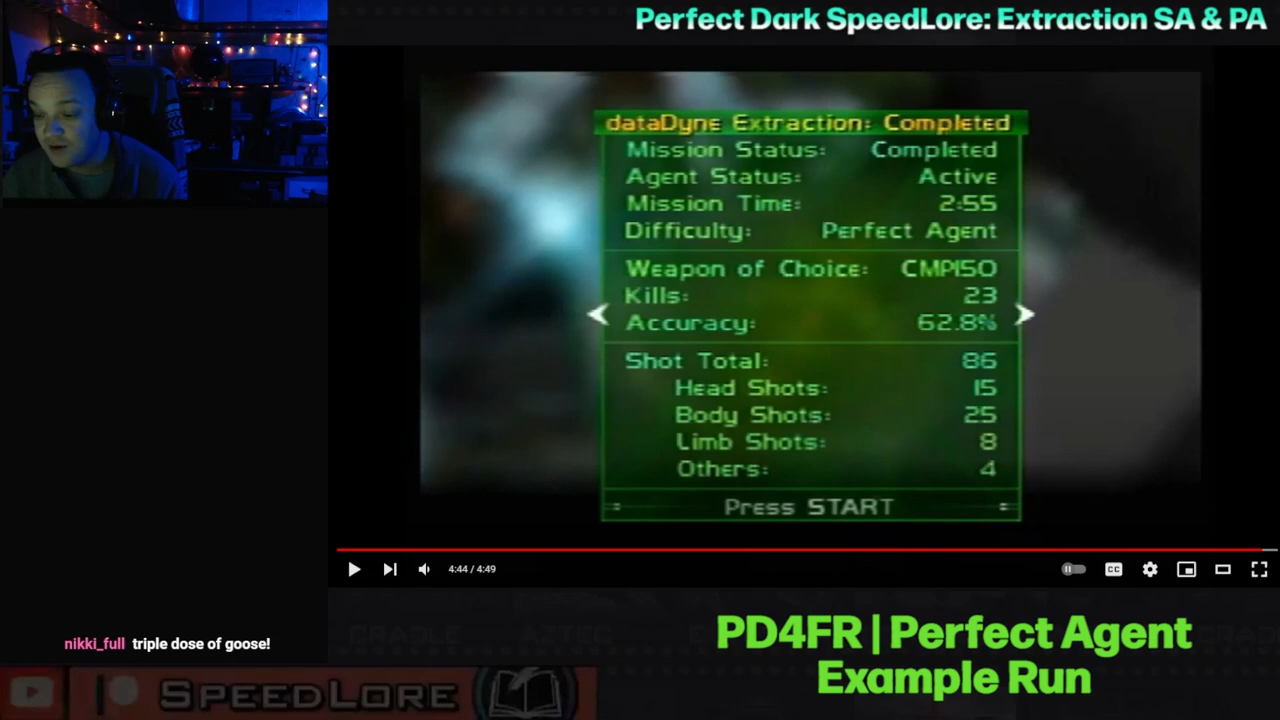 Perfect Dark SpeedLore: Extraction SA & PA
dataDyne Extraction: Completed
Mission Status: Completed
Agent Status: Active
Mission Time: 2:55
Difficulty: Perfect Agent
Weapon of Choice: CMP150
Kills: 23
Accuracy: 62.8%
Shot Total: 86
Head Shots: 15
Body Shots: 25
Limb Shots: 8
Others: 4
Press START
4:44 / 4:49
CC
nikki_full triple dose of goose!
PD4FR | Perfect Agent
Example Run
CRADLE AZTEC
SPEEDLORE